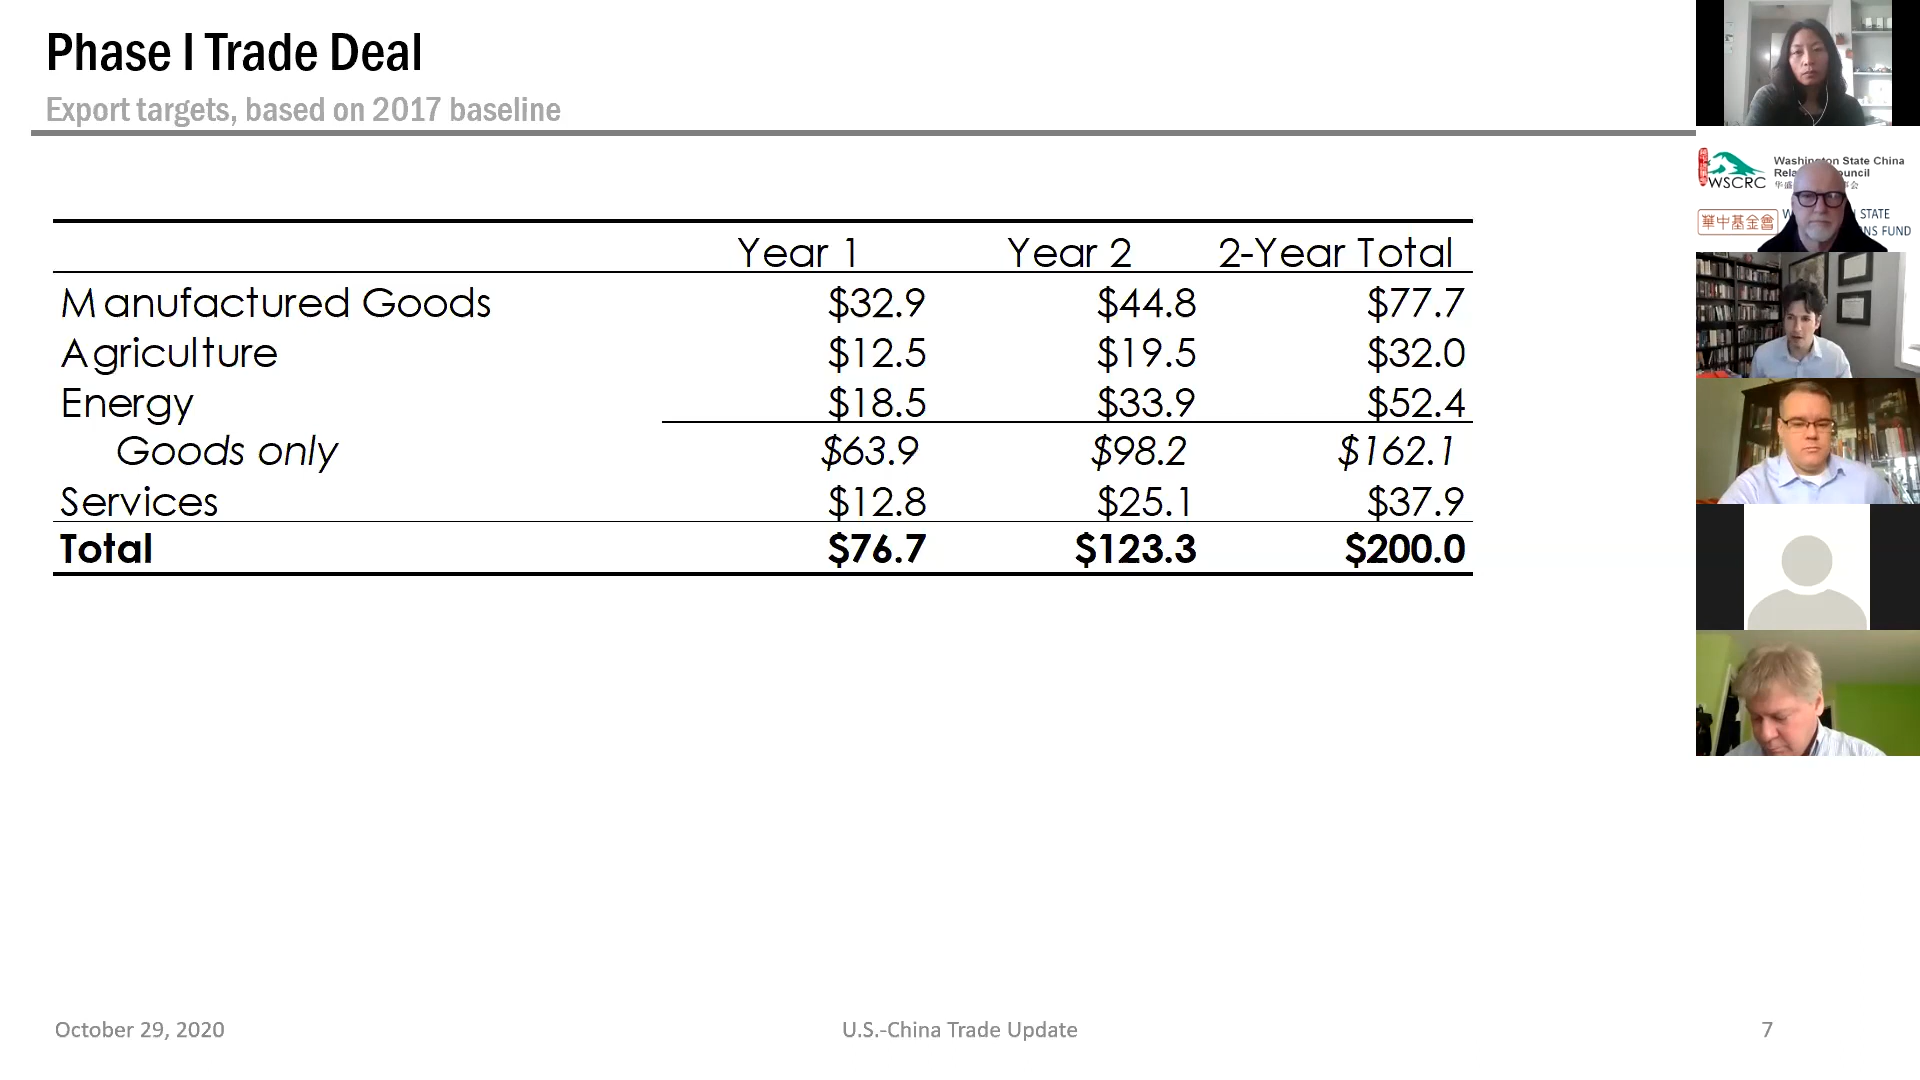 Phase I Trade Deal
Export targets, based on 2017 baseline
Year 1 Year 2 2-Year Total
Manufactured Goods $32.9 $44.8 $77.7
Agriculture $12.5 $19.5 $32.0
Energy $18.5 $33.9 $52.4
Goods only $63.9 $98.2 $162.1
Services $12.8 $25.1 $37.9
Total $76.7 $123.3 $200.0
October 29, 2020 U.S.-China Trade Update 7
WSCRC
Washington State China
華中基金會
STATE
FUND